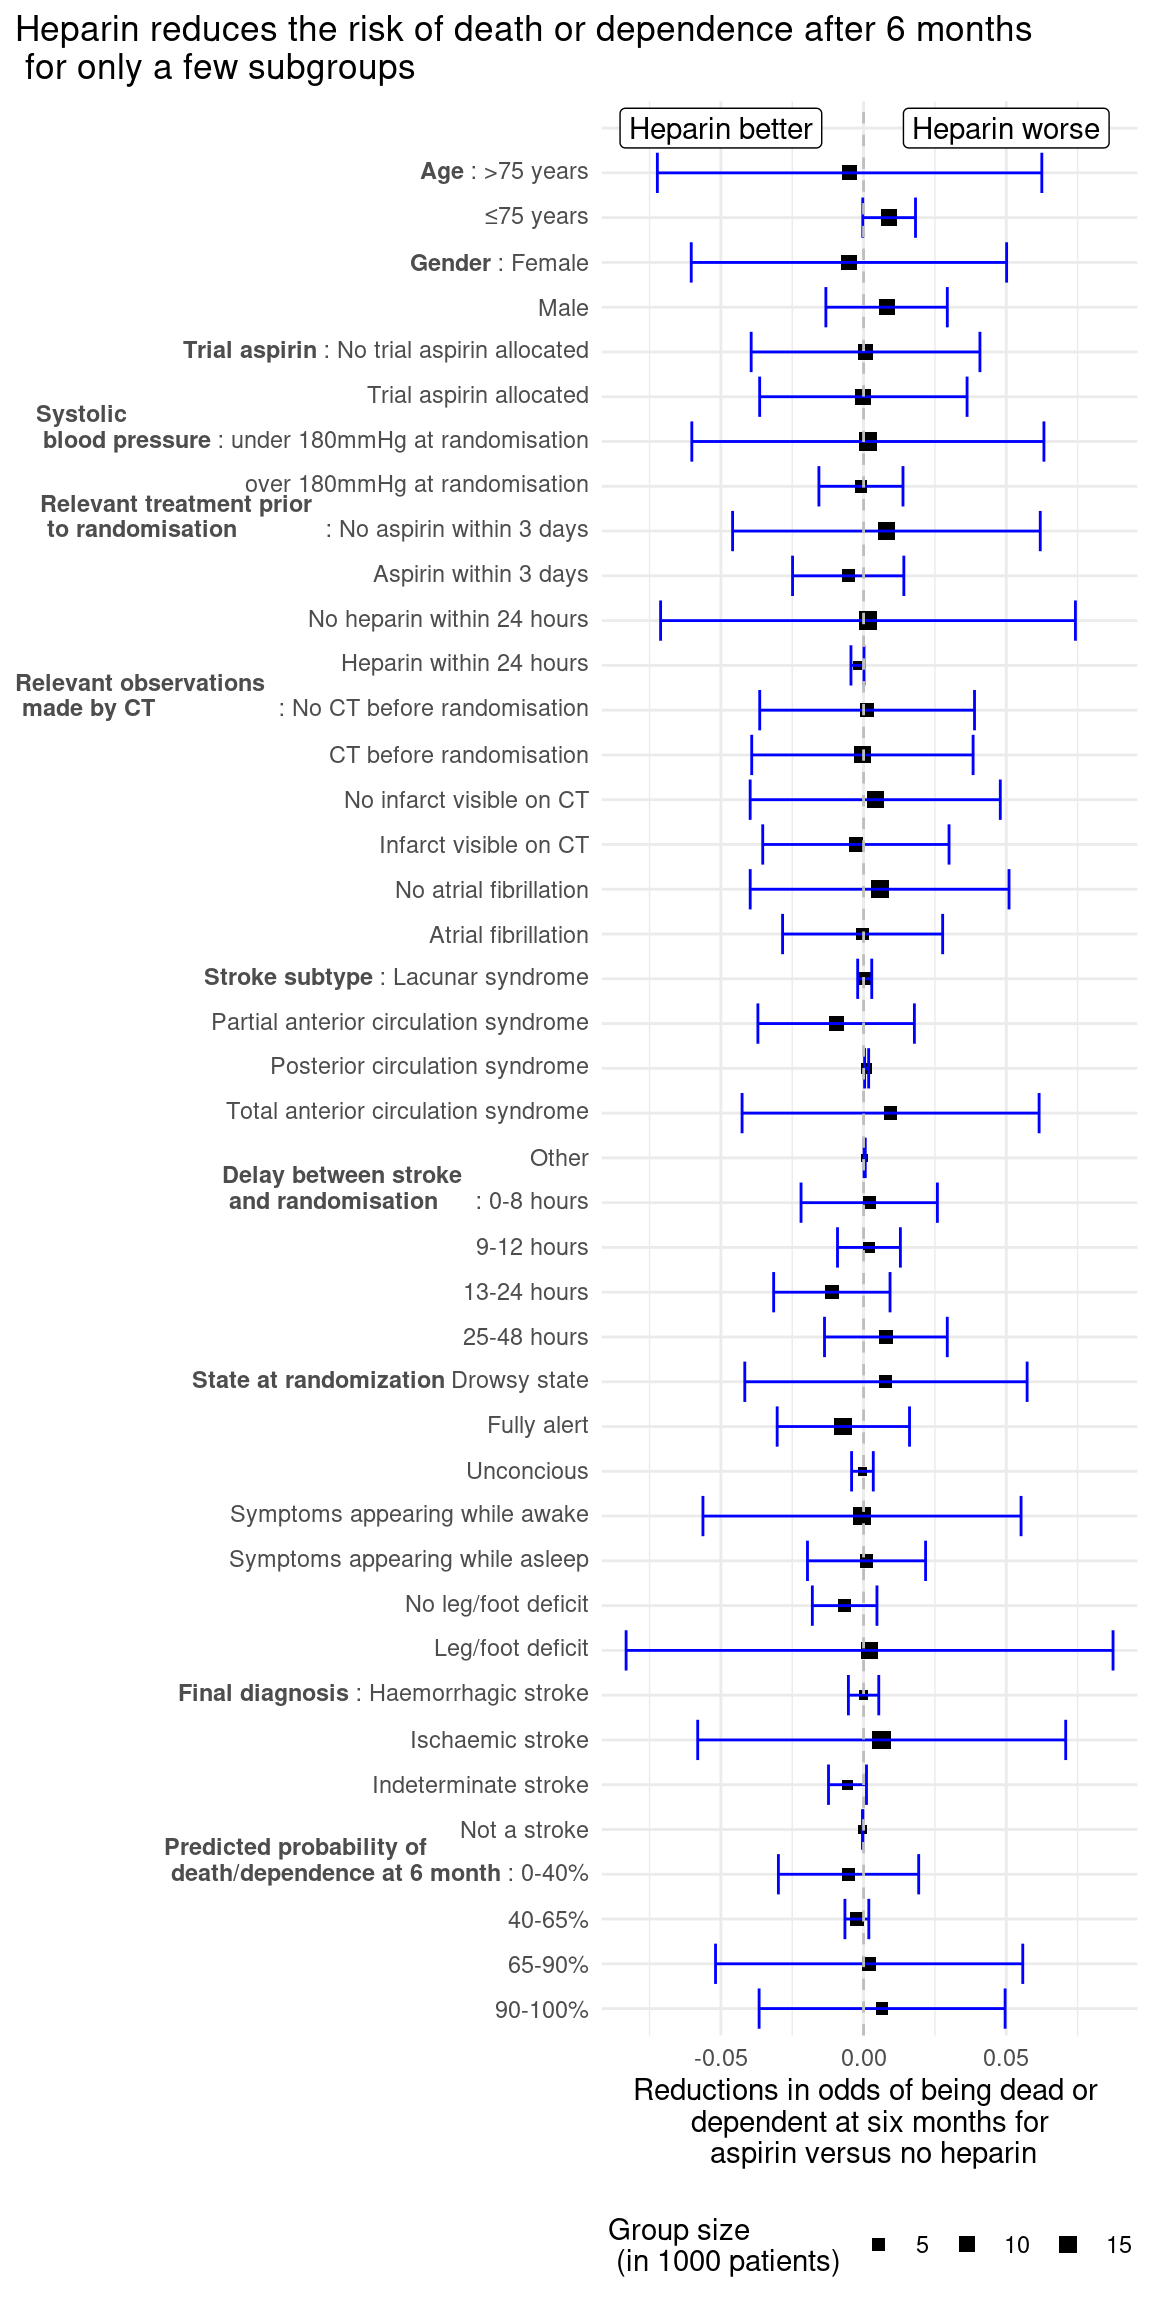 Heparin reduces the risk of death or dependence after 6 months
for only a few subgroups
Heparin better
Heparin worse
Age : >75 years
≤75 years
Gender : Female
Male
Trial aspirin : No trial aspirin allocated
Trial aspirin allocated
Systolic
blood pressure : under 180mmHg at randomisation
over 180mmHg at randomisation
Relevant treatment prior
to randomisation : No aspirin within 3 days
Aspirin within 3 days
No heparin within 24 hours
Heparin within 24 hours
Relevant observations
made by CT : No CT before randomisation
CT before randomisation
No infarct visible on CT
Infarct visible on CT
No atrial fibrillation
Atrial fibrillation
Stroke subtype : Lacunar syndrome
Partial anterior circulation syndrome
Posterior circulation syndrome
Total anterior circulation syndrome
Other
Delay between stroke
and randomisation : 0-8 hours
9-12 hours
13-24 hours
25-48 hours
State at randomization Drowsy state
Fully alert
Unconcious
Symptoms appearing while awake
Symptoms appearing while asleep
No leg/foot deficit
Leg/foot deficit
Final diagnosis : Haemorrhagic stroke
Ischaemic stroke
Indeterminate stroke
Not a stroke
Predicted probability of
death/dependence at 6 month : 0-40%
40-65%
65-90%
90-100%
-0.05 0.00 0.05
Reductions in odds of being dead or
dependent at six months for
aspirin versus no heparin
Group size
(in 1000 patients) 5 10 15